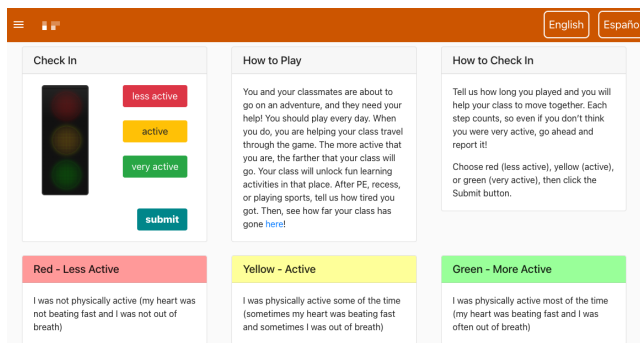 English
Españo
Check In
less active
active
very active
submit
How to Play
You and your classmates are about to
go on an adventure, and they need your
help! You should play every day. When
you do, you are helping your class travel
through the game. The more active that
you are, the farther that your class will
go. Your class will unlock fun learning
activities in that place. After PE, recess,
or playing sports, tell us how tired you
got. Then, see how far your class has
gone here!
How to Check In
Tell us how long you played and you will
help your class to move together. Each
step counts, so even if you don't think
you were very active, go ahead and
report it!
Choose red (less active), yellow (active),
or green (very active), then click the
Submit button.
Red - Less Active
I was not physically active (my heart was
not beating fast and I was not out of
breath)
Yellow - Active
I was physically active some of the time
(sometimes my heart was beating fast
and sometimes I was out of breath)
Green - More Active
I was physically active most of the time
(my heart was beating fast and I was
often out of breath)